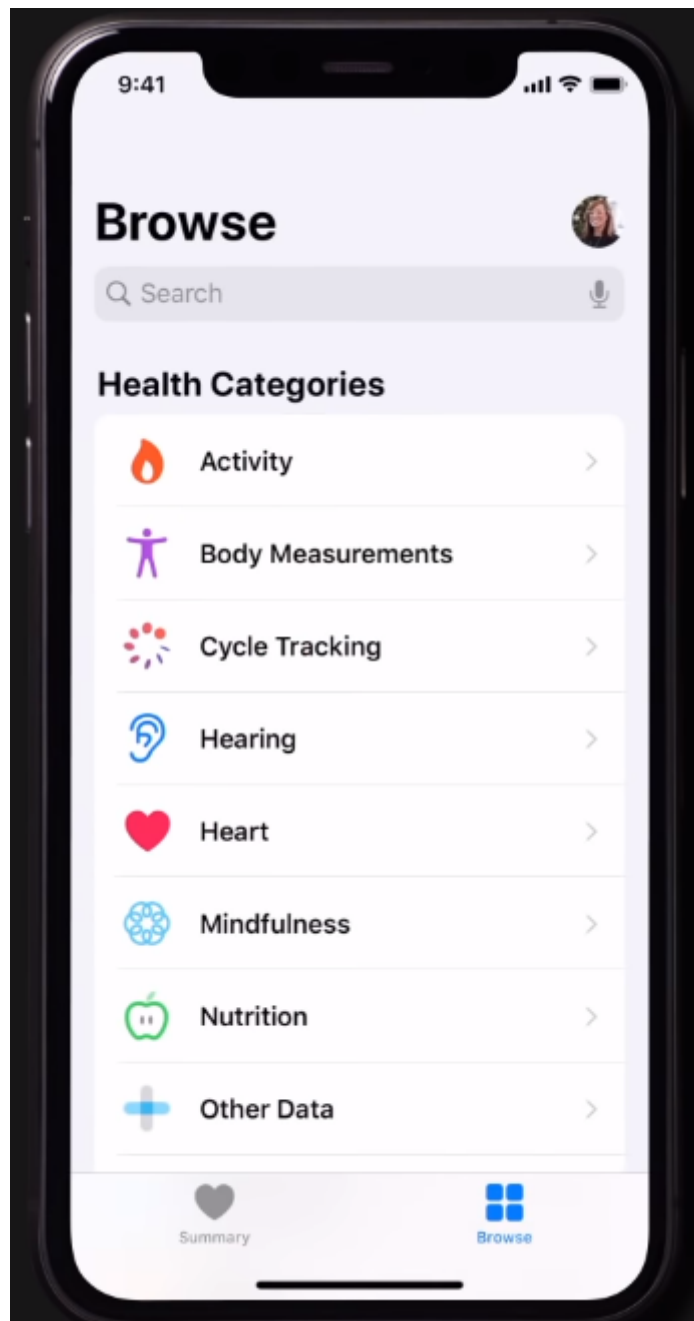 9:41
Browse
Search
Health Categories
Activity
Body Measurements
Cycle Tracking
Hearing
Heart
Mindfulness
Nutrition
Other Data
Summary
Browse